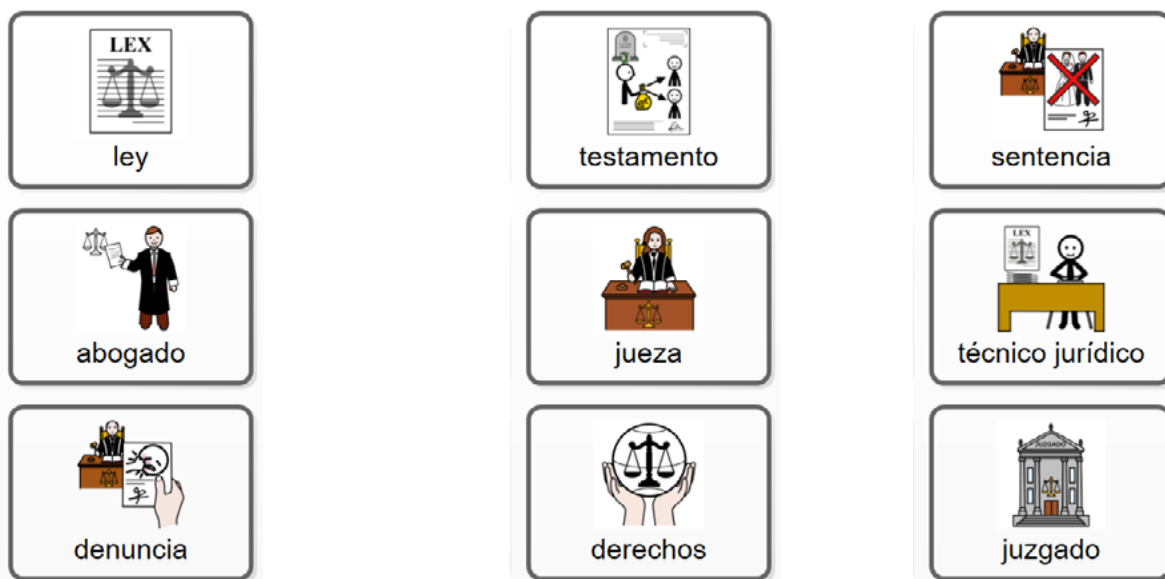 LEX
ley
testamento
sentencia
abogado
jueza
LEX
técnico jurídico
denuncia
derechos
JUZGADO
juzgado